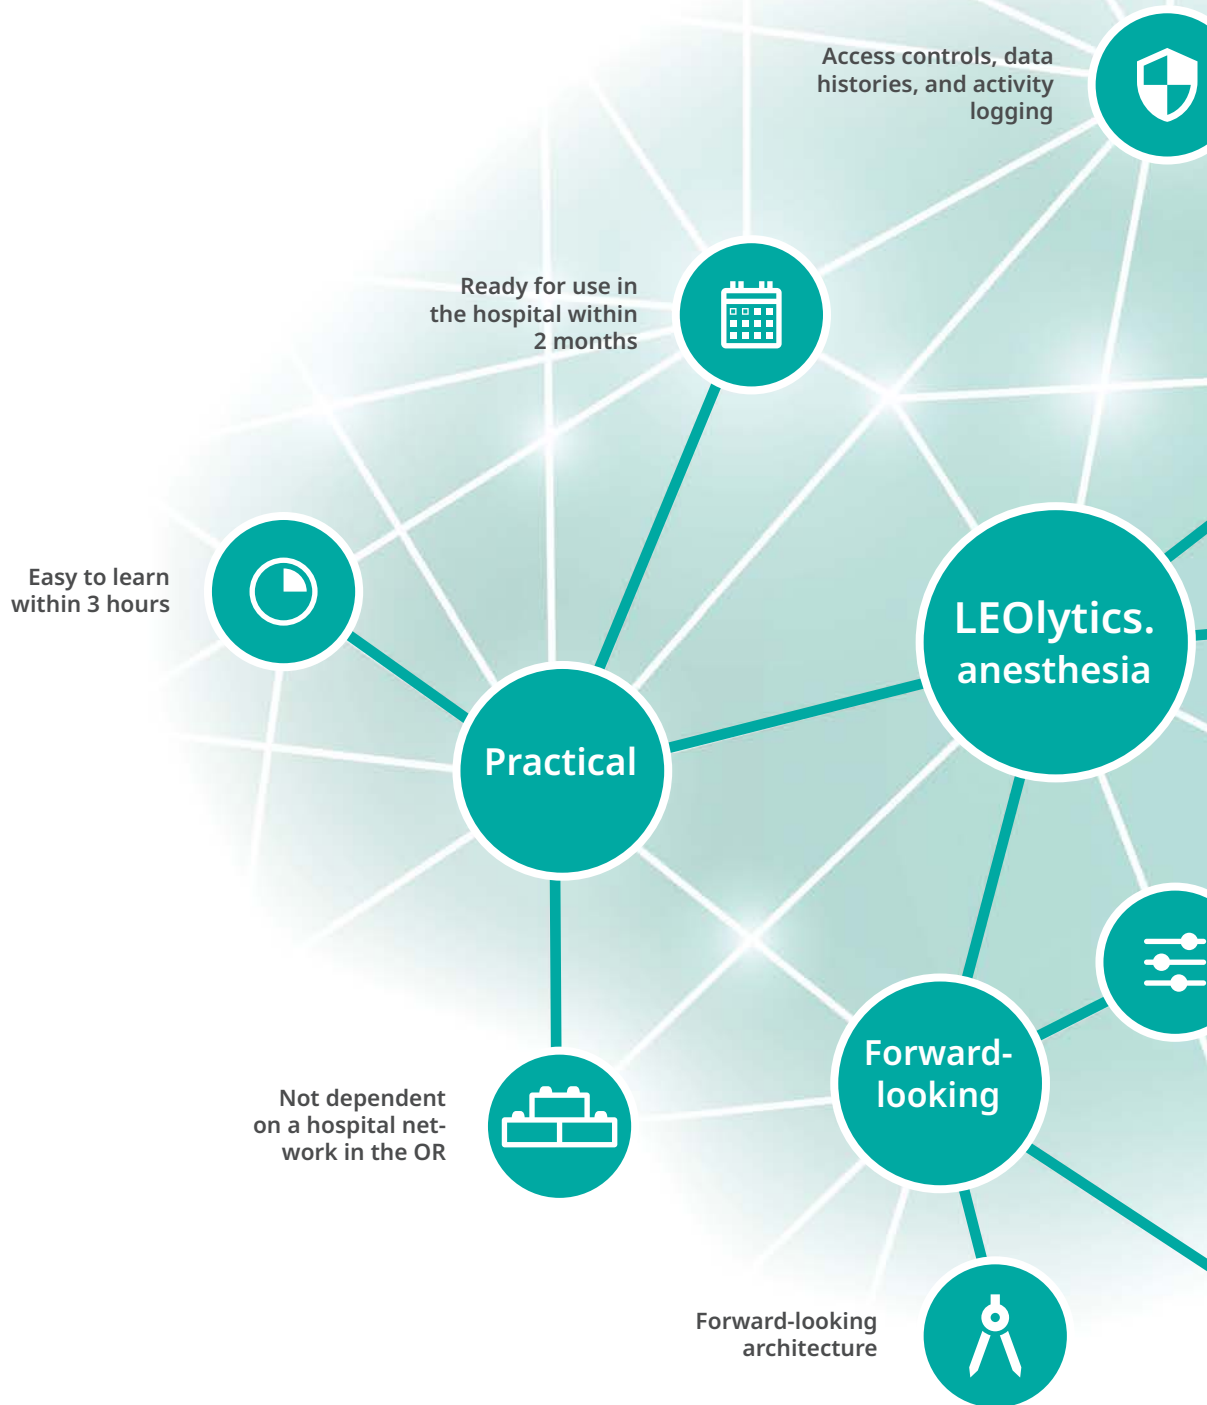 Access controls, data
histories, and activity
logging
Ready for use in
the hospital within
2 months
Easy to learn
within 3 hours
LEOlytics.
anesthesia
Practical
Forward-
looking
Not dependent
on a hospital net-
work in the OR
Forward-looking
architecture